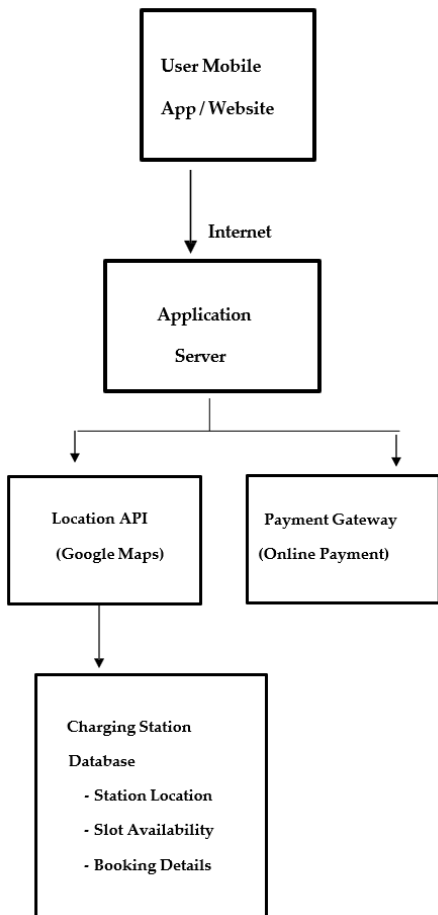 User Mobile
App / Website
Internet
Application
Server
Location API
(Google Maps)
Payment Gateway
(Online Payment)
Charging Station
Database
- Station Location
- Slot Availability
- Booking Details